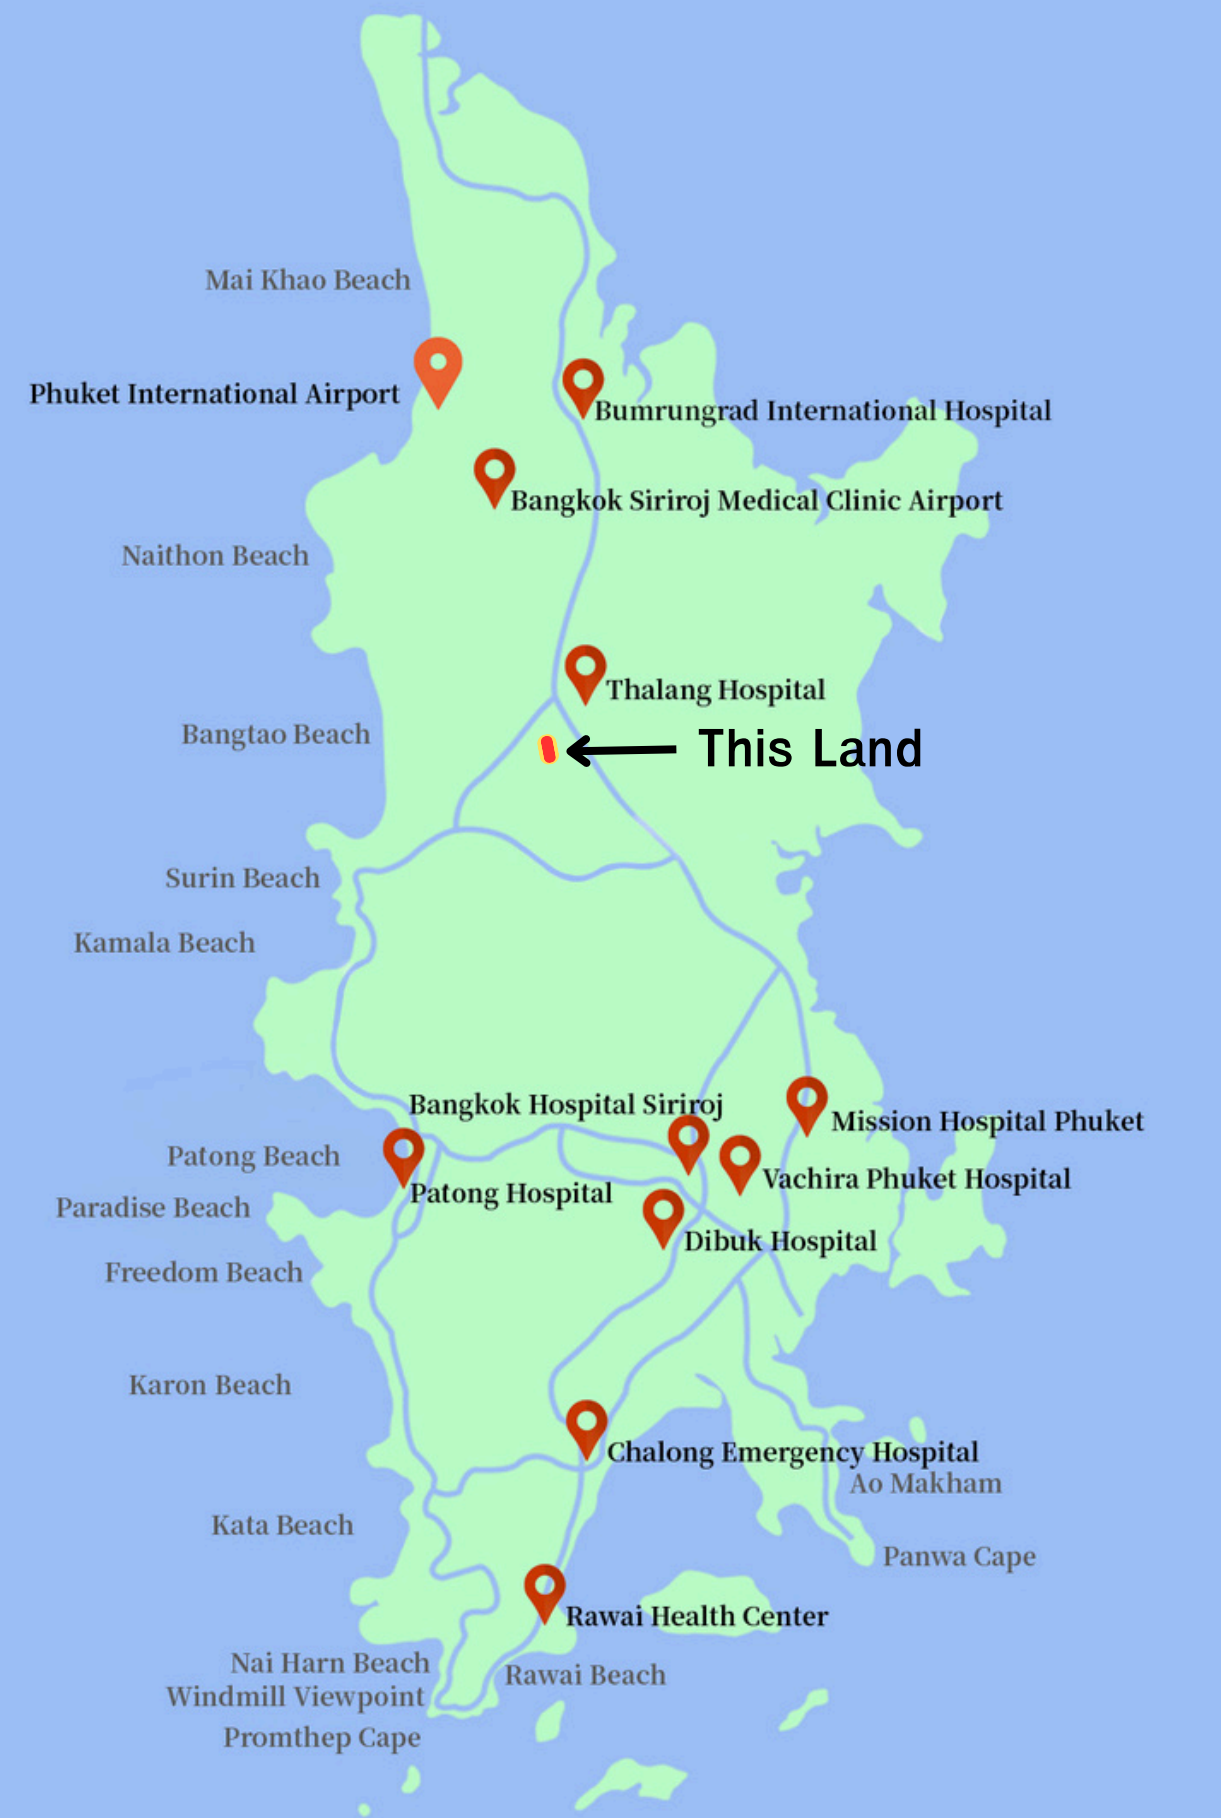 Mai Khao Beach
Phuket International Airport
Bumrungrad International Hospital
Bangkok Siriroj Medical Clinic Airport
Naithon Beach
Thalang Hospital
Bangtao Beach
This Land
Surin Beach
Kamala Beach
Bangkok Hospital Siriroj
Mission Hospital Phuket
Patong Beach
Vachira Phuket Hospital
Patong Hospital
Paradise Beach
Dibuk Hospital
Freedom Beach
Karon Beach
Chalong Emergency Hospital
Ao Makham
Kata Beach
Panwa Cape
Rawai Health Center
Nai Harn Beach
Rawai Beach
Windmill Viewpoint
Promthep Cape